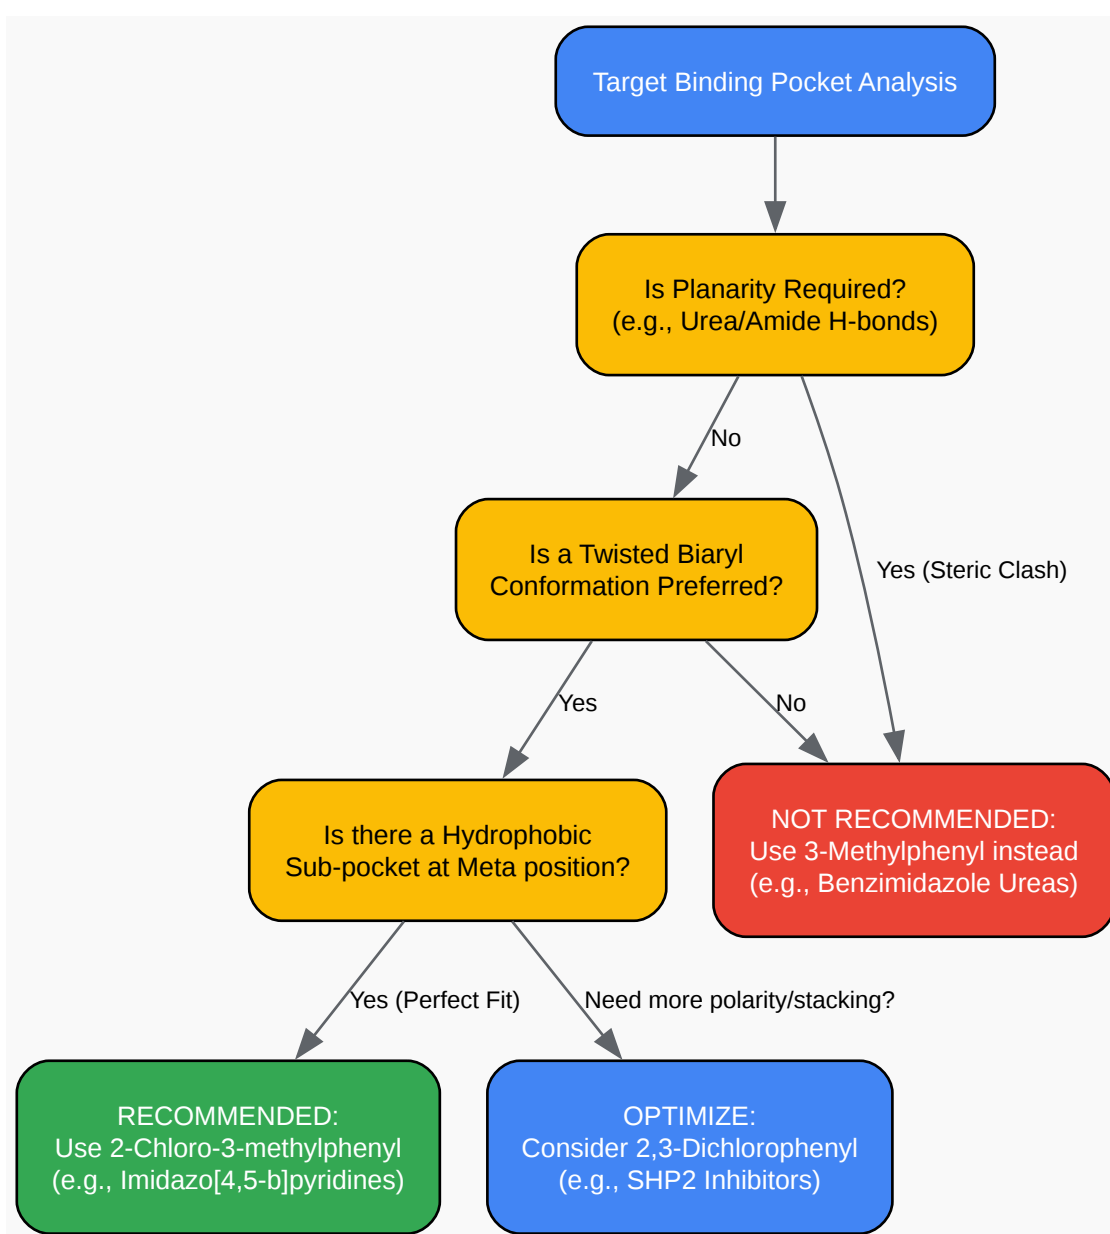 Target Binding Pocket Analysis
Is Planarity Required?
(e.g., Urea/Amide H-bonds)
No
Yes (Steric Clash)
Is a Twisted Biaryl
Conformation Preferred?
Yes
No
Is there a Hydrophobic
Sub-pocket at Meta position?
NOT RECOMMENDED:
Use 3-Methylphenyl instead
(e.g., Benzimidazole Ureas)
Yes (Perfect Fit)
Need more polarity/stacking?
RECOMMENDED:
Use 2-Chloro-3-methylphenyl
(e.g., Imidazo[4,5-b]pyridines)
OPTIMIZE:
Consider 2,3-Dichlorophenyl
(e.g., SHP2 Inhibitors)